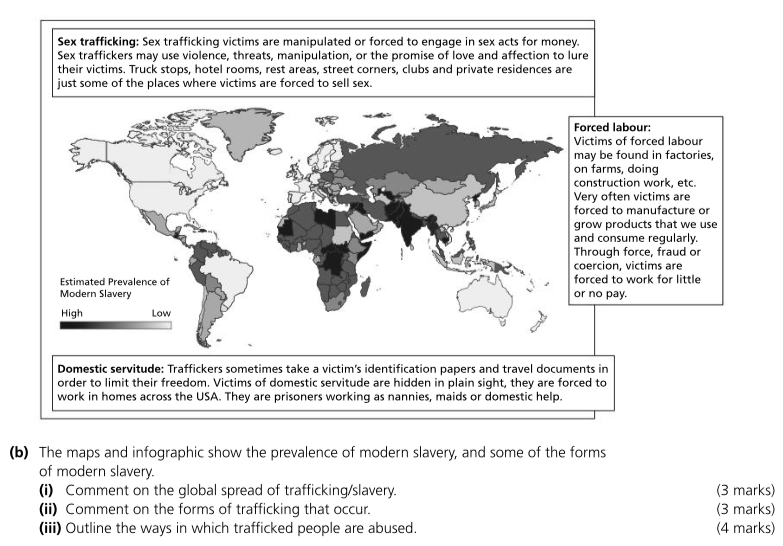 Sex trafficking: Sex trafficking victims are manipulated or forced to engage in sex acts for money.
Sex traffickers may use violence, threats, manipulation, or the promise of love and affection to lure
their victims. Truck stops, hotel rooms, rest areas, street corners, clubs and private residences are
just some of the places where victims are forced to sell sex.
Forced labour:
Victims of forced labour
may be found in factories,
on farms, doing
construction work, etc.
Very often victims are
forced to manufacture or
grow products that we use
and consume regularly.
Through force, fraud or
coercion, victims are
forced to work for little
or no pay.
Estimated Prevalence of
Modern Slavery
High Low
Domestic servitude: Traffickers sometimes take a victim's identification papers and travel documents in
order to limit their freedom. Victims of domestic servitude are hidden in plain sight, they are forced to
work in homes across the USA. They are prisoners working as nannies, maids or domestic help.
(b) The maps and infographic show the prevalence of modern slavery, and some of the forms
of modern slavery.
(i) Comment on the global spread of trafficking/slavery. (3 marks)
(ii) Comment on the forms of trafficking that occur. (3 marks)
(iii) Outline the ways in which trafficked people are abused. (4 marks)